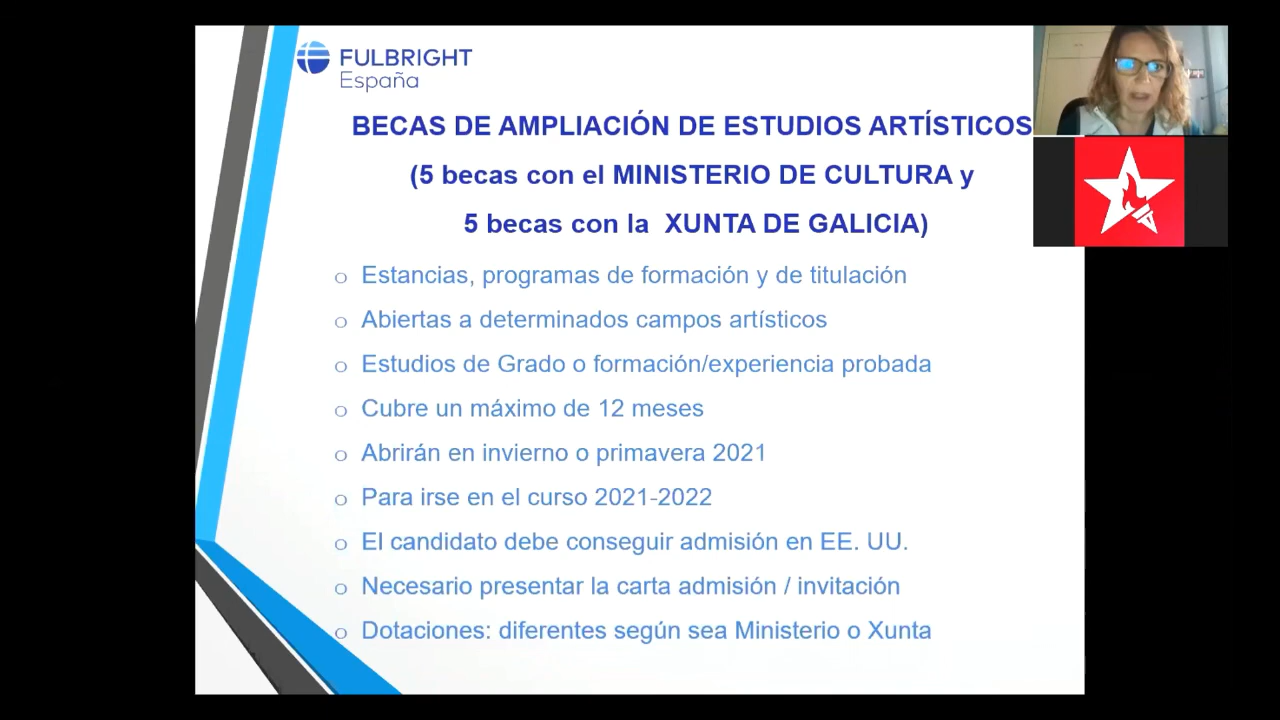 FULBRIGHT
España
BECAS DE AMPLIACIÓN DE ESTUDIOS ARTÍSTICOS
(5 becas con el MINISTERIO DE CULTURA y
5 becas con la XUNTA DE GALICIA)
o Estancias, programas de formación y de titulación
o Abiertas a determinados campos artísticos
o Estudios de Grado o formación/experiencia probada
o Cubre un máximo de 12 meses
o Abrirán en invierno o primavera 2021
o Para irse en el curso 2021-2022
o El candidato debe conseguir admisión en EE. UU.
o Necesario presentar la carta admisión / invitación
o Dotaciones: diferentes según sea Ministerio o Xunta